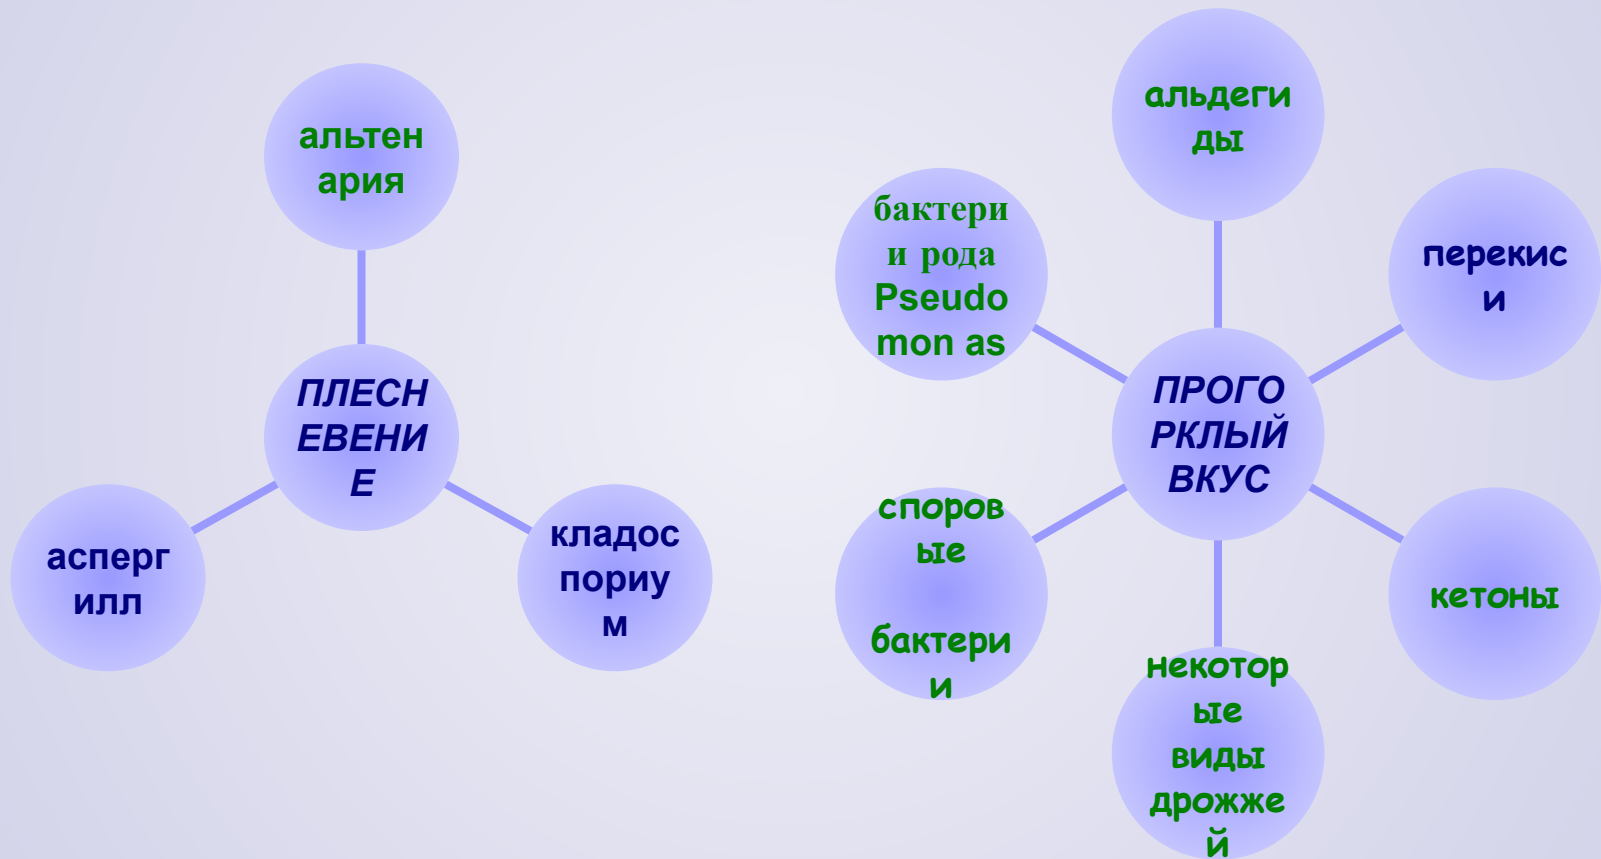 альтен
ария
ПЛЕСН
ЕВЕНИ
Е
асперг
илл
кладос
пориу
м
альдеги
ды
бактери
и рода
Pseudo
mon as
перекис
и
ПРОГО
РКЛЫЙ
ВКУС
споров
ые
бактери
и
кетоны
некотор
ые
виды
дрожже
й